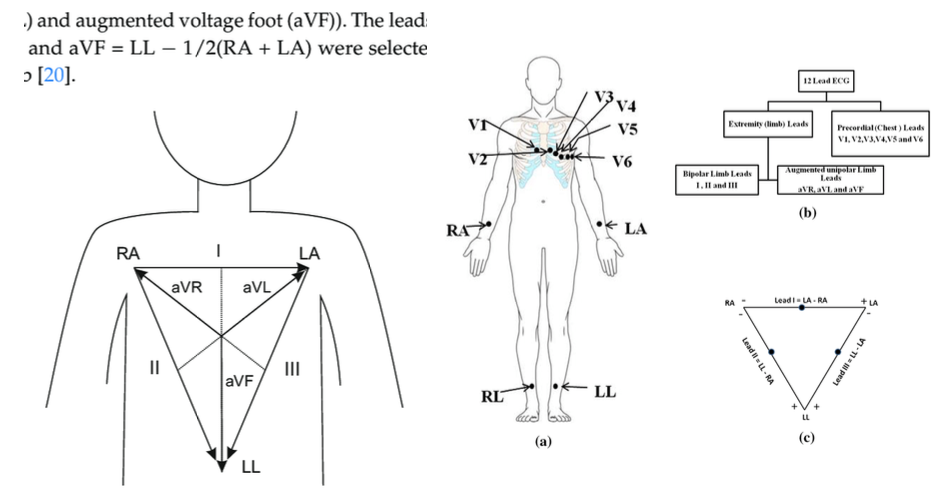 .) and augmented voltage foot (aVF)). The lead
and aVF = LL − 1/2(RA + LA) were selecte
[20].
RA
I
LA
aVR
aVL
II
aVF
III
LL
V1
V2
V3
V4
V5
V6
RA
LA
RL
LL
(a)
12 Lead ECG
Extremity (limb) Leads
Precordial (Chest ) Leads
V1, V2,V3,V4,V5 and V6
Bipolar Limb Leads
I , II and III
Augmented unipolar Limb
Leads
aVR, aVL and aVF
(b)
RA - Lead I = LA - RA + LA
- -
Lead II = LL - RA
Lead III = LL - LA
+ +
LL
(c)